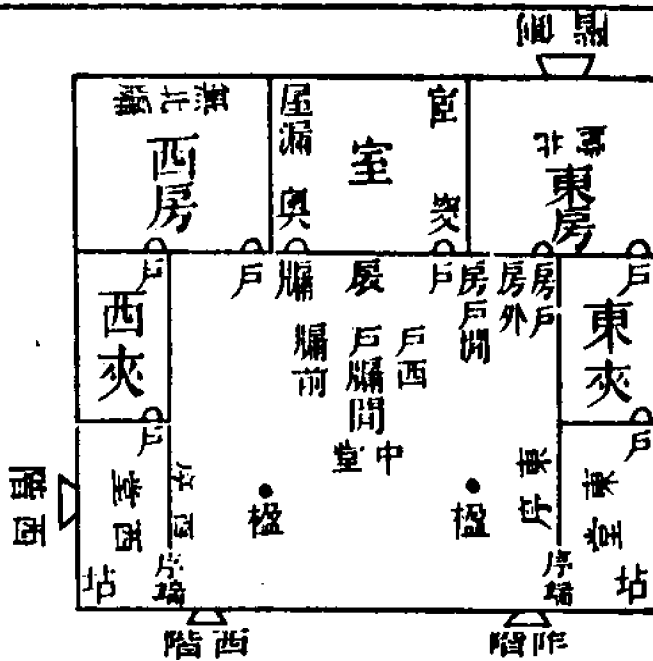 東房
宧
窔
室
屋漏
奧
西房
戶
房戶
房外
房戶間
戶
扆
牖
戶
戶
戶西
戶牖間
牖前
中堂
東夾
西夾
戶
戶
東序
序端
東堂
坫
楹
楹
西序
序端
西堂
坫
西階
阼階
西階